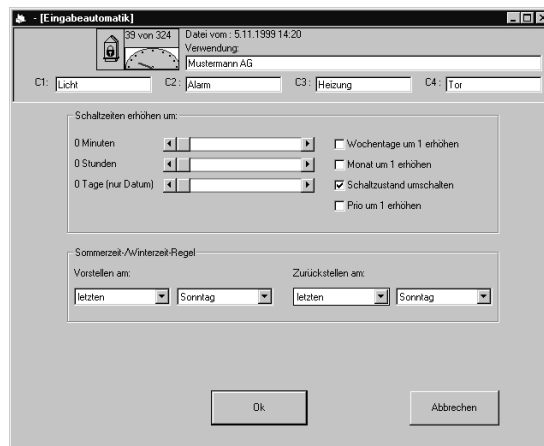 - [Eingabeautomatik]
39 von 324
Datei vom : 5.11.1999 14:20
Verwendung:
Mustermann AG
C1: Licht C2 : Alarm C3 : Heizung C4 : Tor
Schaltzeiten erhöhen um:
0 Minuten
Wochentage um 1 erhöhen
0 Stunden
Monat um 1 erhöhen
0 Tage (nur Datum)
Schaltzustand umschalten
Prio um 1 erhöhen
Sommerzeit-/Winterzeit-Regel
Vorstellen am: Zurückstellen am:
letzten Sonntag letzten Sonntag
Ok Abbrechen